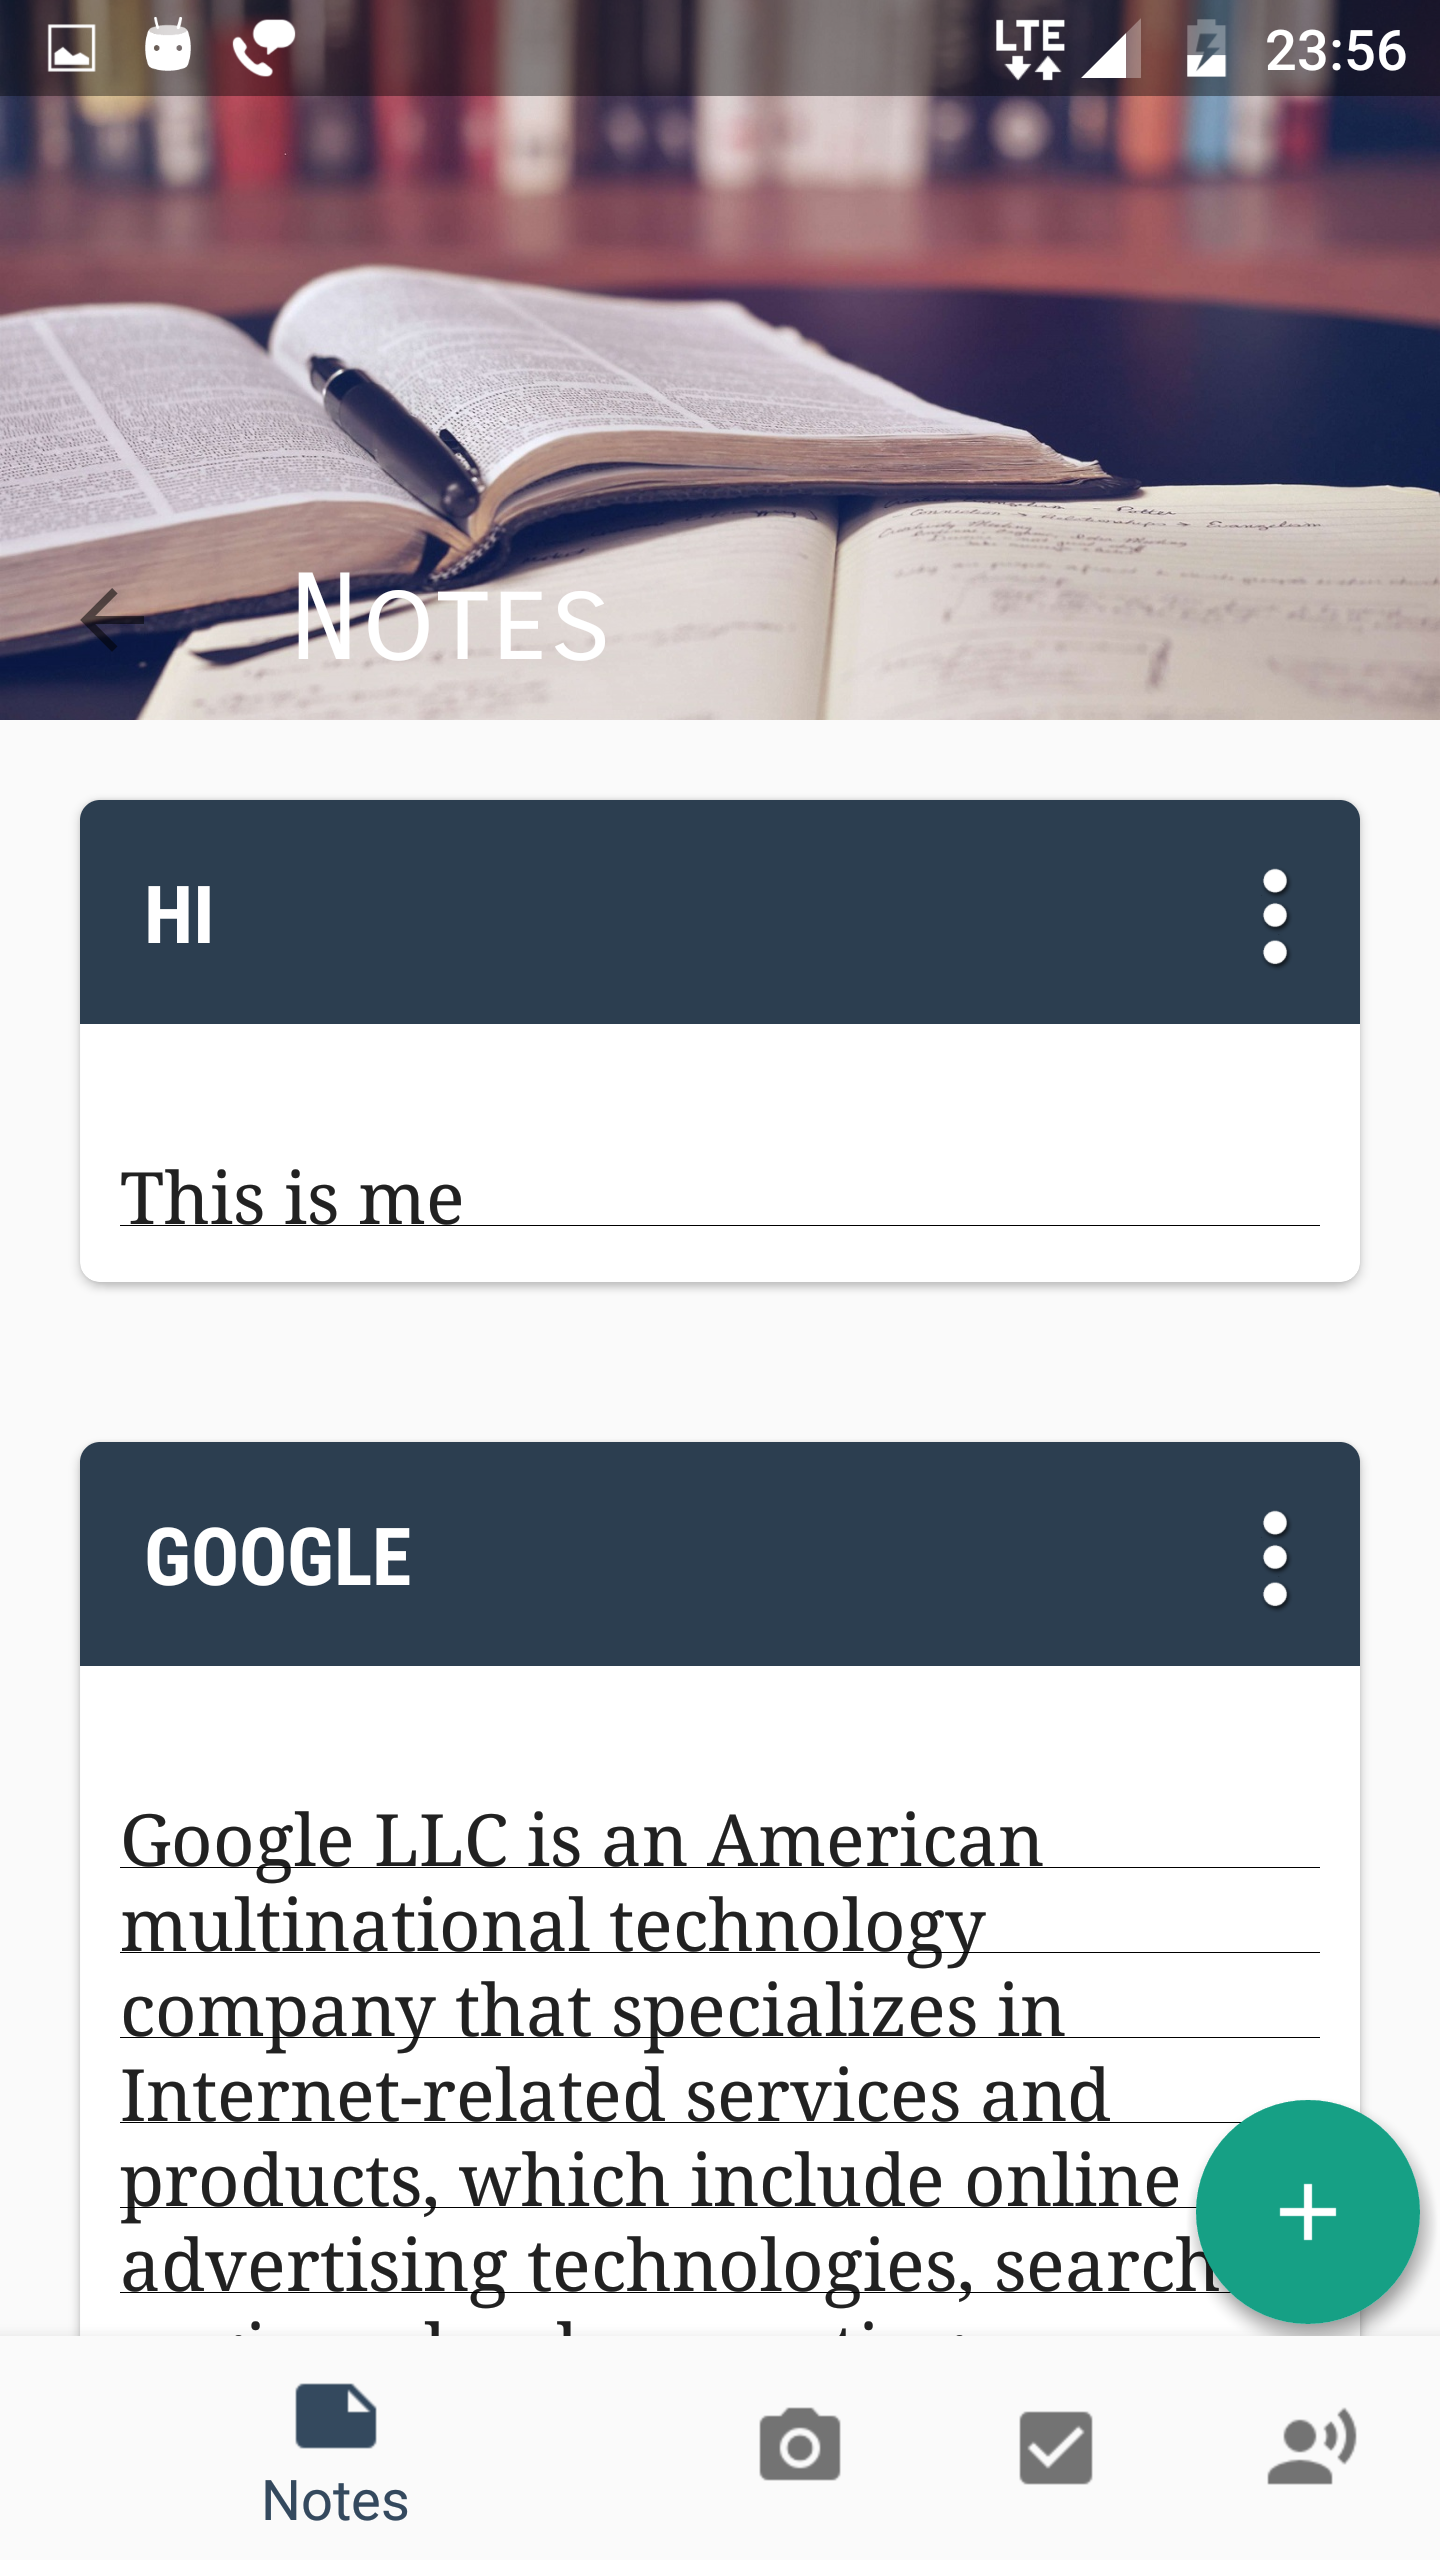 LTE 23:56
NOTES
HI
This is me
GOOGLE
Google LLC is an American
multinational technology
company that specializes in
Internet-related services and
products, which include online
advertising technologies, search
Notes